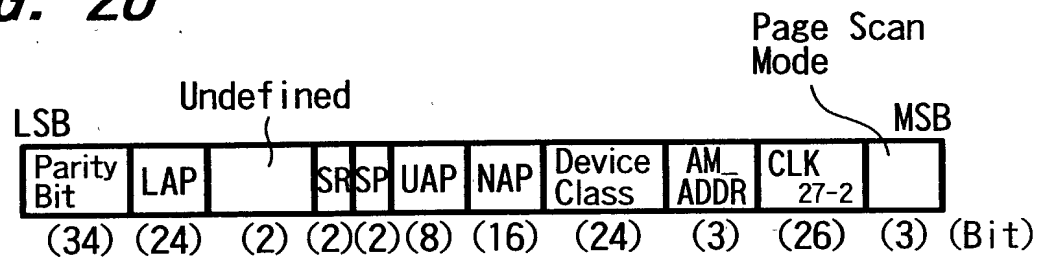 G. 20
Page Scan
Mode
Undefined
LSB
MSB
Parity
Bit
LAP
SR
SP
UAP
NAP
Device
Class
AM_
ADDR
CLK
27-2
(34) (24) (2) (2) (2) (8) (16) (24) (3) (26) (3) (Bit)